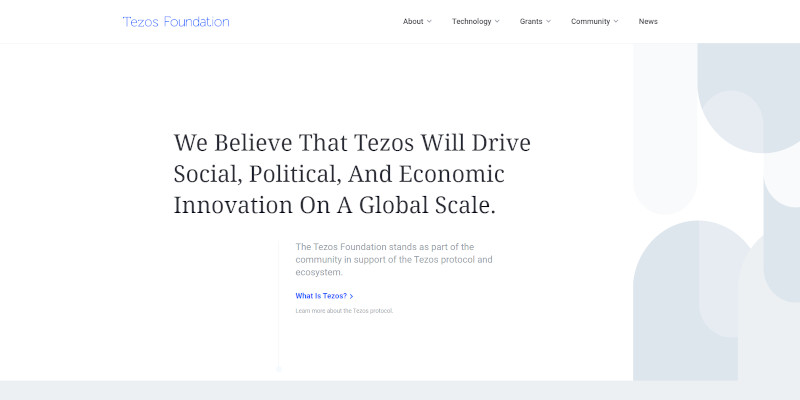 Tezos Foundation
About
Technology
Grants
Community
News
We Believe That Tezos Will Drive
Social, Political, And Economic
Innovation On A Global Scale.
The Tezos Foundation stands as part of the
community in support of the Tezos protocol and
ecosystem.
What Is Tezos?
Learn more about the Tezos protocol.